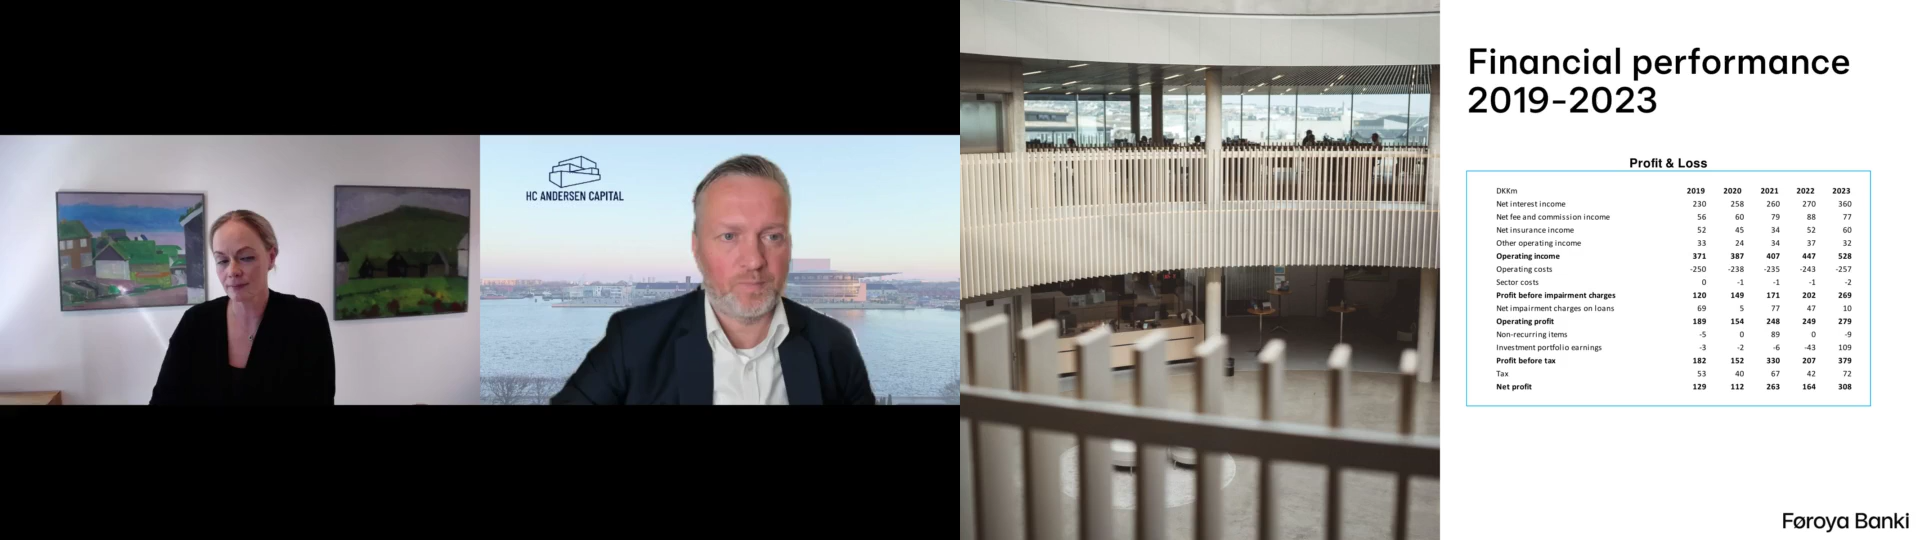 HC ANDERSEN CAPITAL
Financial performance
2019-2023
Profit & Loss
DKKm 2019 2020 2021 2022 2023
Net interest income 230 258 260 270 360
Net fee and commission income 56 60 79 88 77
Net insurance income 52 45 34 52 60
Other operating income 33 24 34 37 32
Operating income 371 387 407 447 528
Operating costs -250 -238 -235 -243 -257
Sector costs 0 -1 -1 -1 -2
Profit before impairment charges 120 149 171 202 269
Net impairment charges on loans 69 5 77 47 10
Operating profit 189 154 248 249 279
Non-recurring items -5 0 89 0 -9
Investment portfolio earnings -3 -2 -6 -43 109
Profit before tax 182 152 330 207 379
Tax 53 40 67 42 72
Net profit 129 112 263 164 308
Føroya Banki